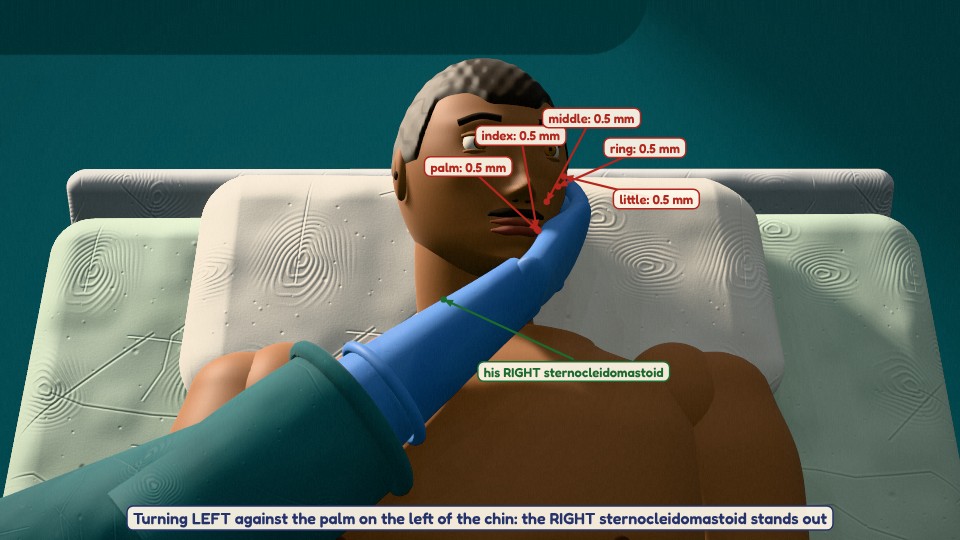 middle: 0.5 mm
index: 0.5 mm
ring: 0.5 mm
palm: 0.5 mm
little: 0.5 mm
his RIGHT sternocleidomastoid
Turning LEFT against the palm on the left of the chin: the RIGHT sternocleidomastoid stands out